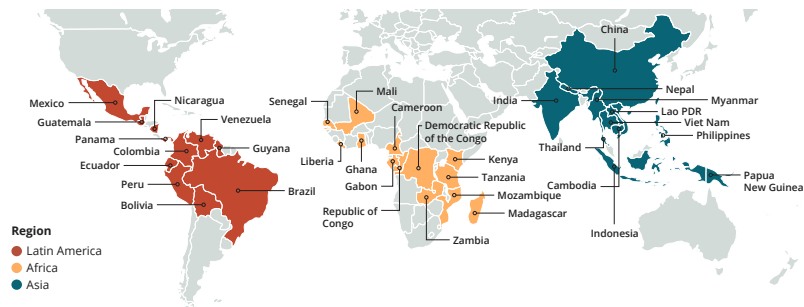 China
Nepal
Mali
Nicaragua
Senegal
India
Myanmar
Mexico
Cameroon
Lao PDR
Guatemala
Venezuela
Democratic Republic
of the Congo
Viet Nam
Panama
Philippines
Colombia
Guyana
Thailand
Liberia
Ghana
Kenya
Ecuador
Gabon
Tanzania
Papua
New Guinea
Peru
Brazil
Cambodia
Mozambique
Bolivia
Republic of
Congo
Madagascar
Indonesia
Zambia
Region
Latin America
Africa
Asia